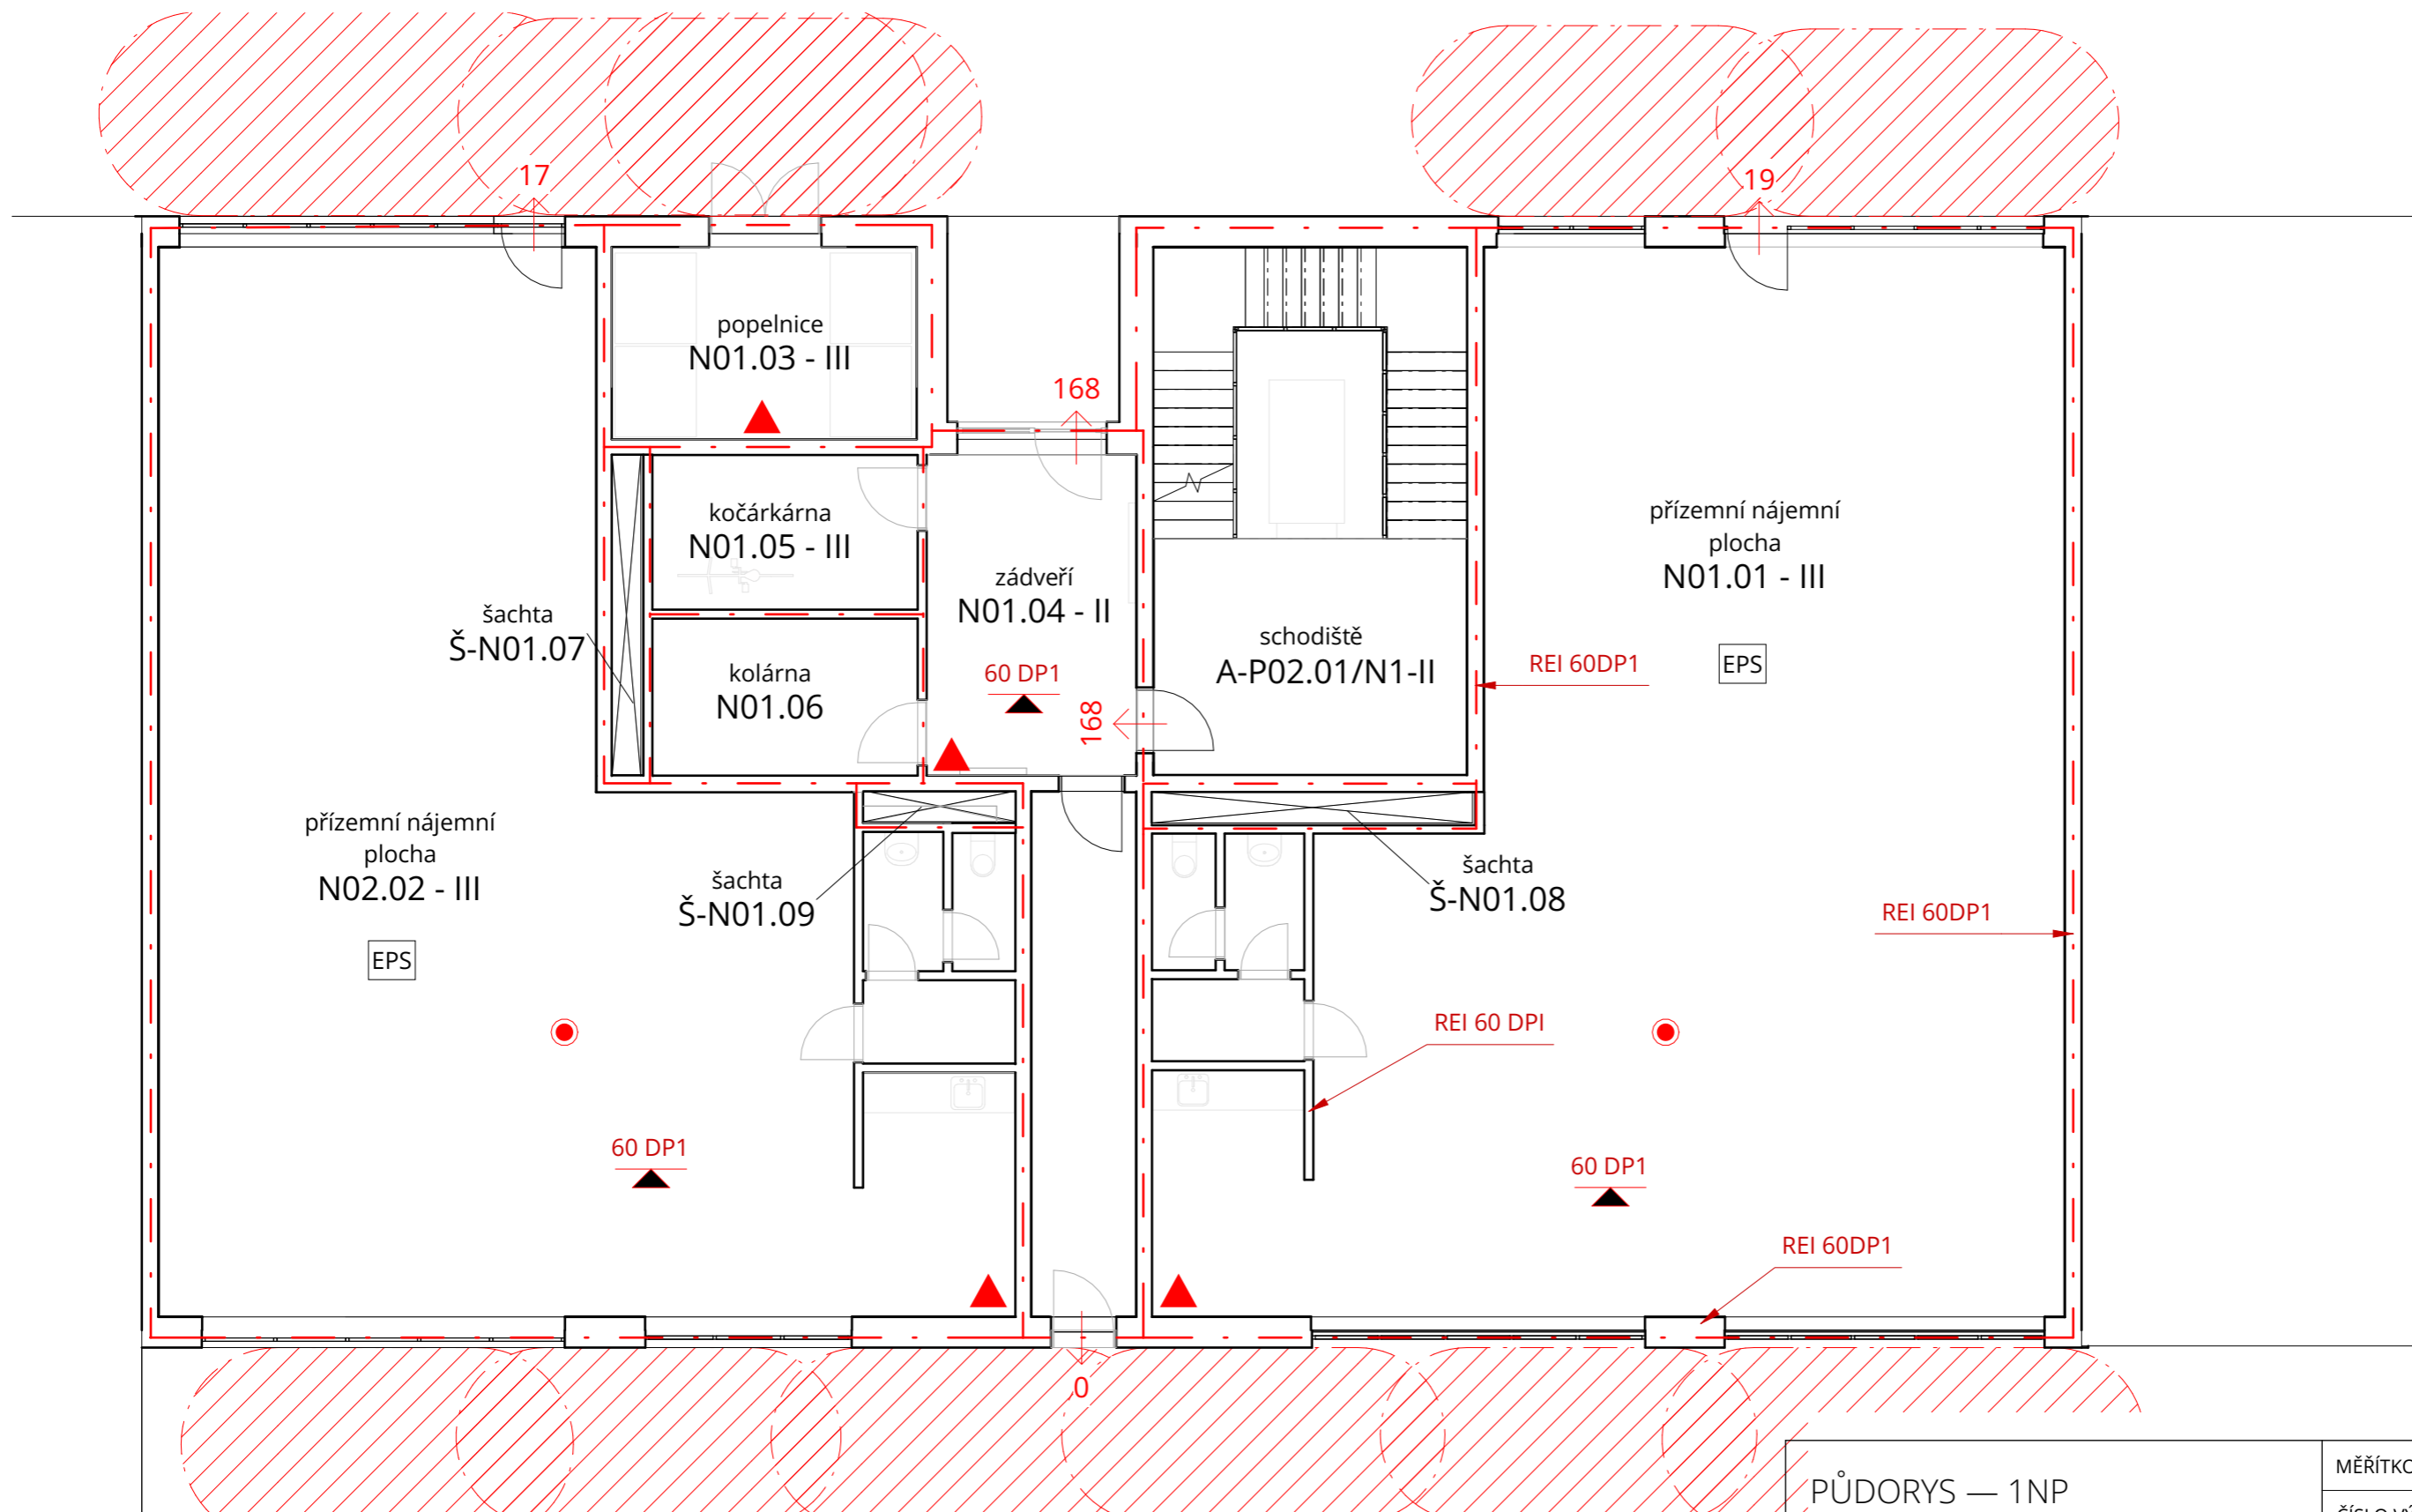 17
19
popelnice
N01.03 - III
168
kočárkárna
N01.05 - III
přízemní nájemní
plocha
N01.01 - III
zádveří
N01.04 - II
šachta
Š-N01.07
schodiště
A-P02.01/N1-II
REI 60DP1
EPS
kolárna
N01.06
60 DP1
168
přízemní nájemní
plocha
N02.02 - III
šachta
Š-N01.09
šachta
Š-N01.08
REI 60DP1
EPS
REI 60 DPI
60 DP1
60 DP1
REI 60DP1
0
PŮDORYS — 1NP
MĚŘÍTKO